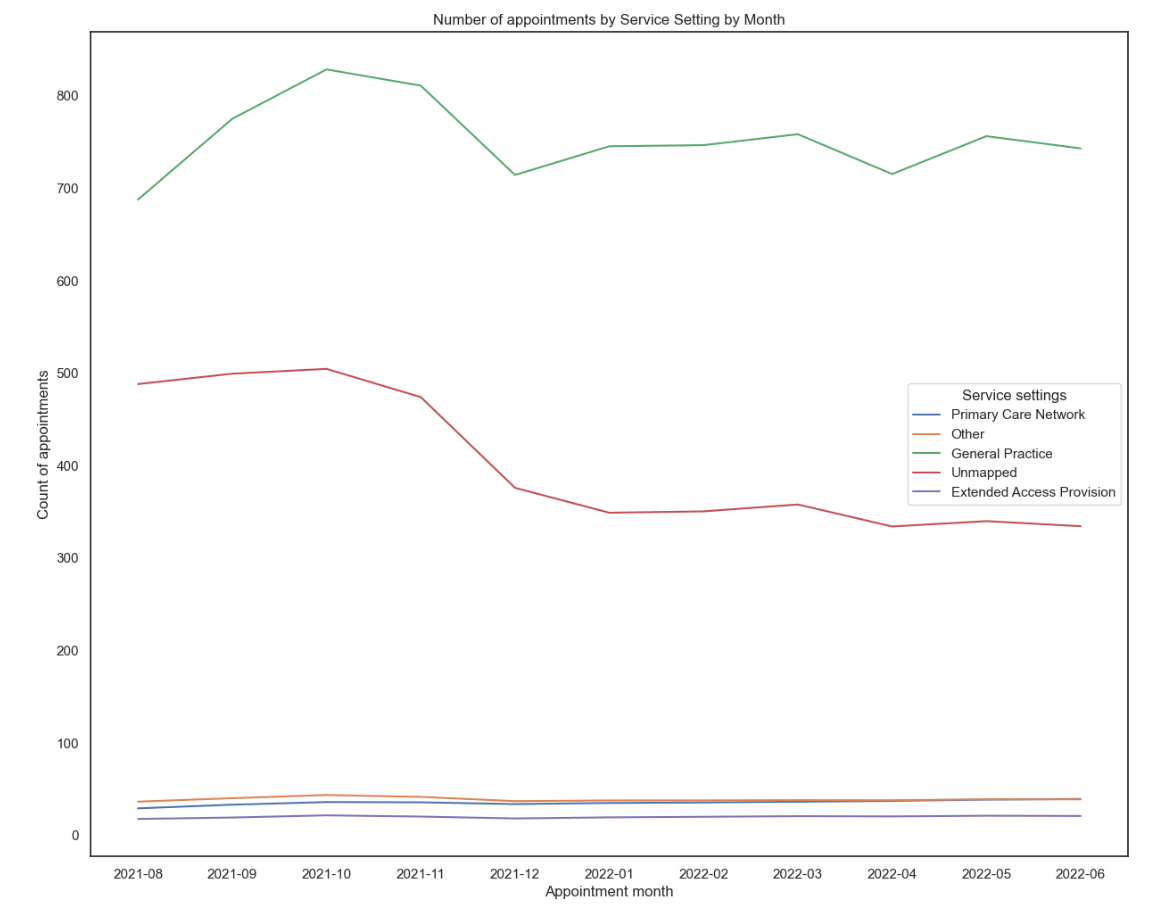 Number of appointments by Service Setting by Month
800
700
600
500
400
300
200
100
0
Count of appointments
Service settings
Primary Care Network
Other
General Practice
Unmapped
Extended Access Provision
2021-08 2021-09 2021-10 2021-11 2021-12 2022-01 2022-02 2022-03 2022-04 2022-05 2022-06
Appointment month